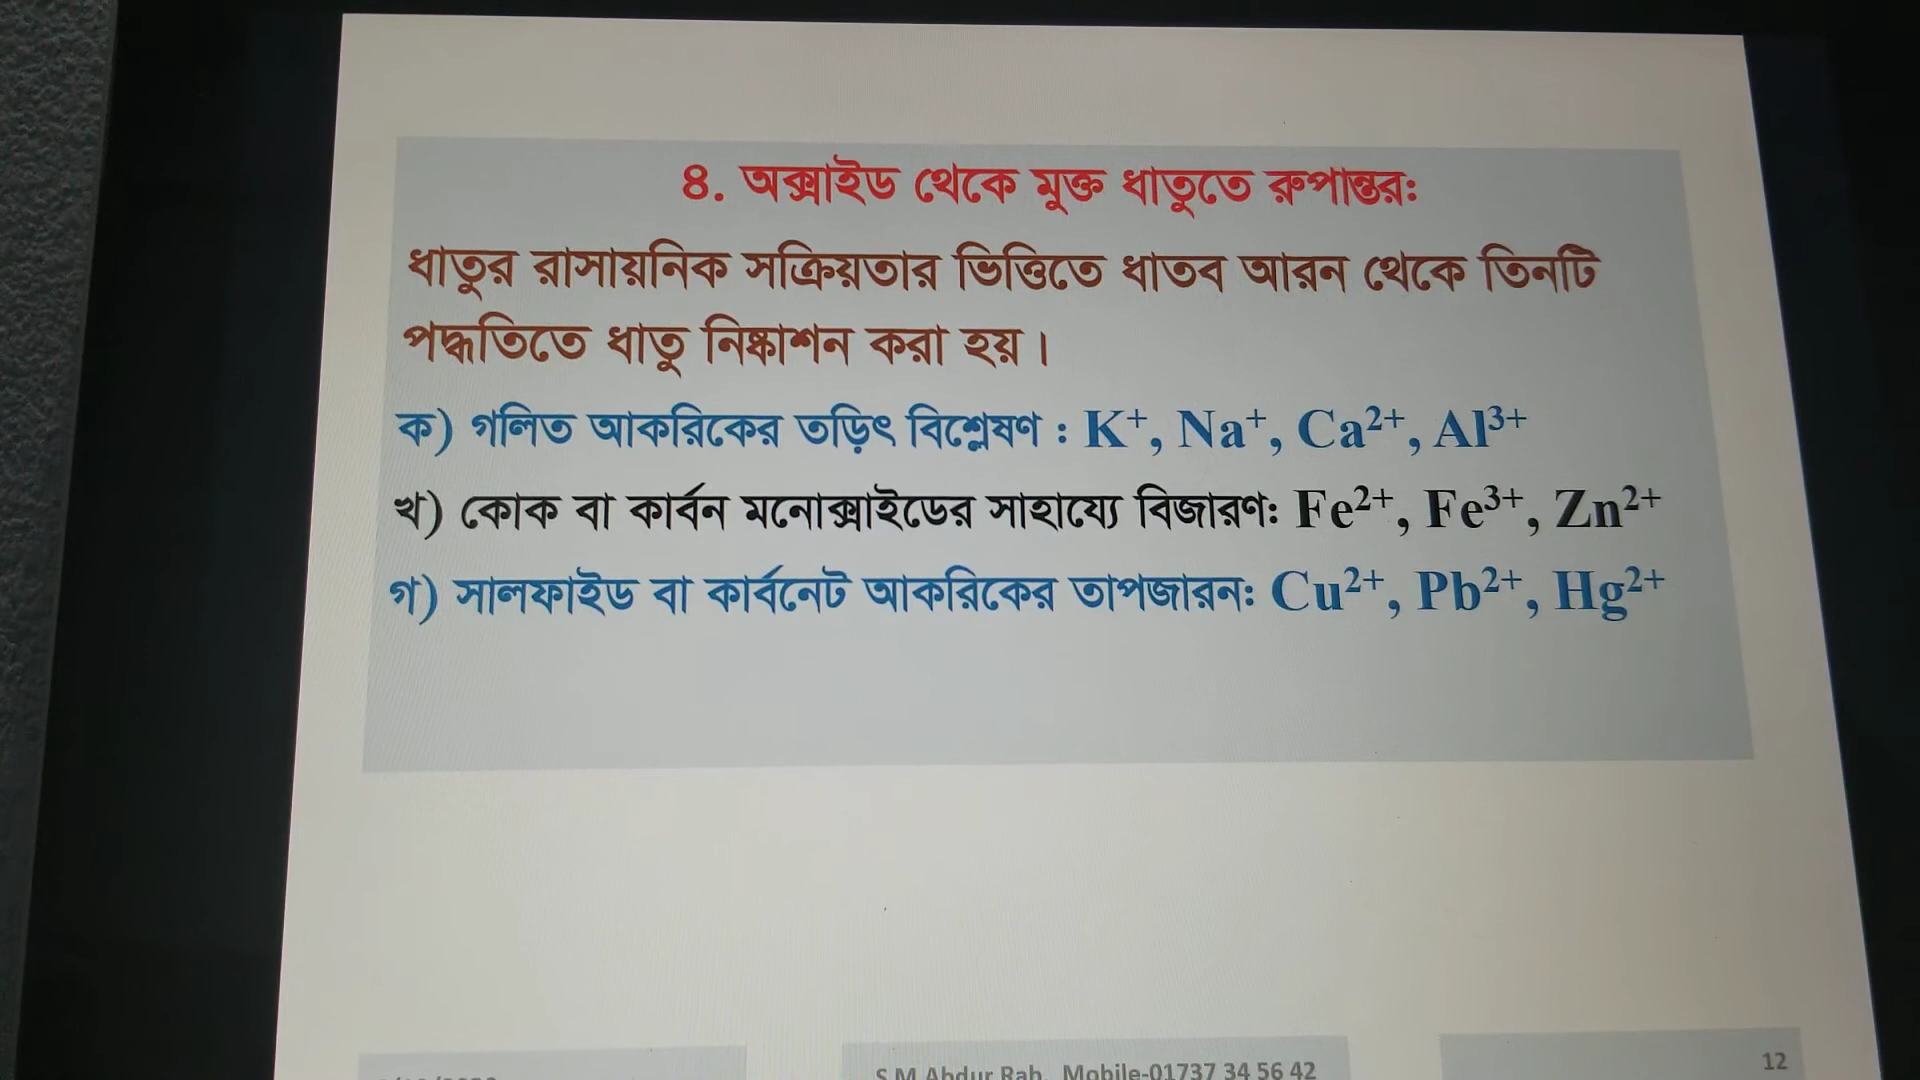 ৪. অক্সাইড থেকে মুক্ত ধাতুতে রুপান্তরঃ
ধাতুর রাসায়নিক সক্রিয়তার ভিত্তিতে ধাতব আরন থেকে তিনটি
পদ্ধতিতে ধাতু নিষ্কাশন করা হয়।
ক) গলিত আকরিকের তড়িৎ বিশ্লেষণ : K⁺, Na⁺, Ca²⁺, Al³⁺
খ) কোক বা কার্বন মনোক্সাইডের সাহায্যে বিজারণঃ Fe²⁺, Fe³⁺, Zn²⁺
গ) সালফাইড বা কার্বনেট আকরিকের তাপজারনঃ Cu²⁺, Pb²⁺, Hg²⁺
S.M Abdur Rab, Mobile-01737 34 56 42
12